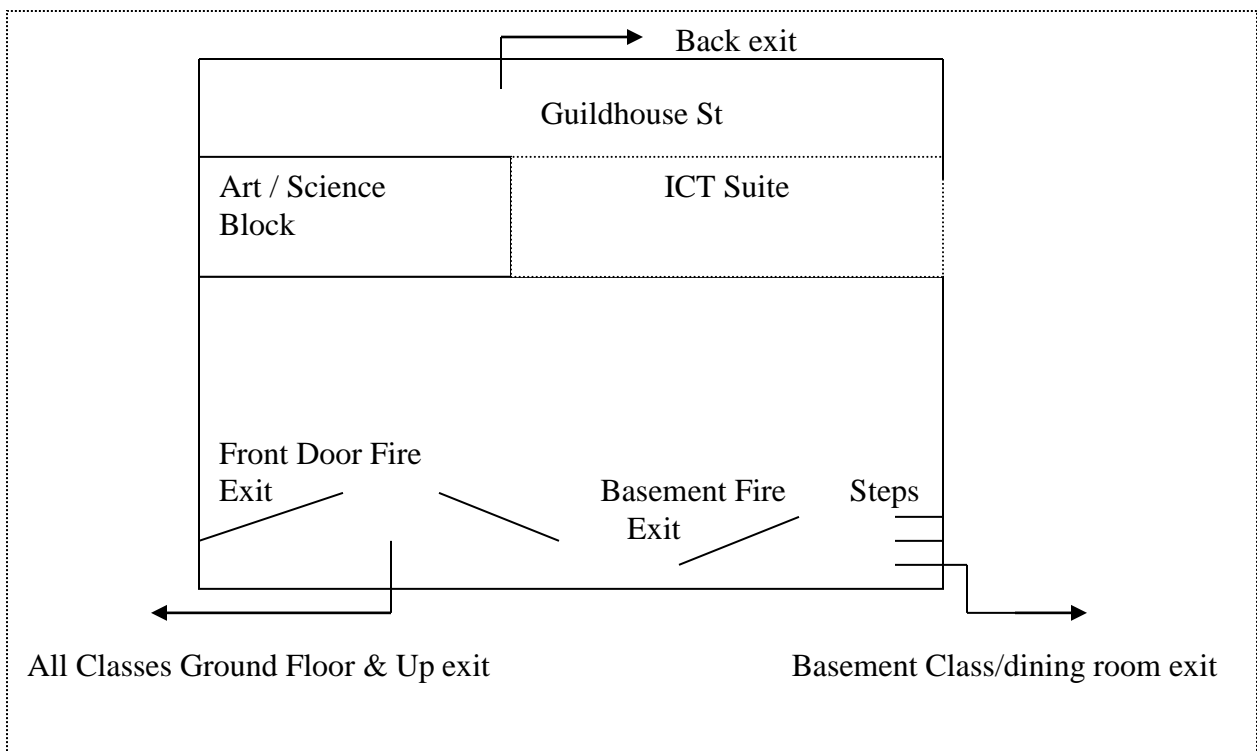 Back exit
Guildhouse St
Art / Science
Block
ICT Suite
Front Door Fire
Exit
Basement Fire
Exit
Steps
All Classes Ground Floor & Up exit
Basement Class/dining room exit